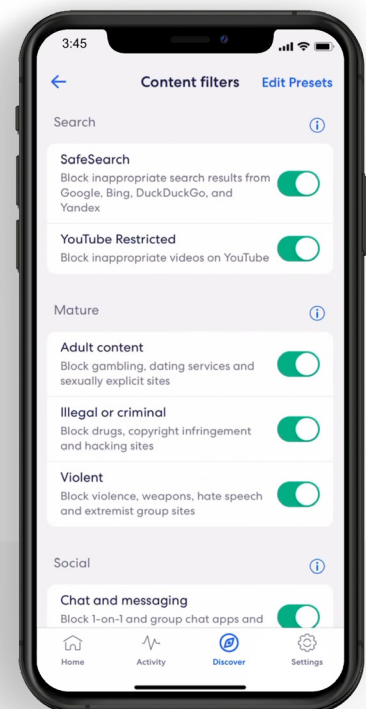 3:45
Content filters Edit Presets
Search
SafeSearch
Block inappropriate search results from
Google, Bing, DuckDuckGo, and
Yandex
YouTube Restricted
Block inappropriate videos on YouTube
Mature
Adult content
Block gambling, dating services and
sexually explicit sites
Illegal or criminal
Block drugs, copyright infringement
and hacking sites
Violent
Block violence, weapons, hate speech
and extremist group sites
Social
Chat and messaging
Block 1-on-1 and group chat apps and
Home Activity Discover Settings